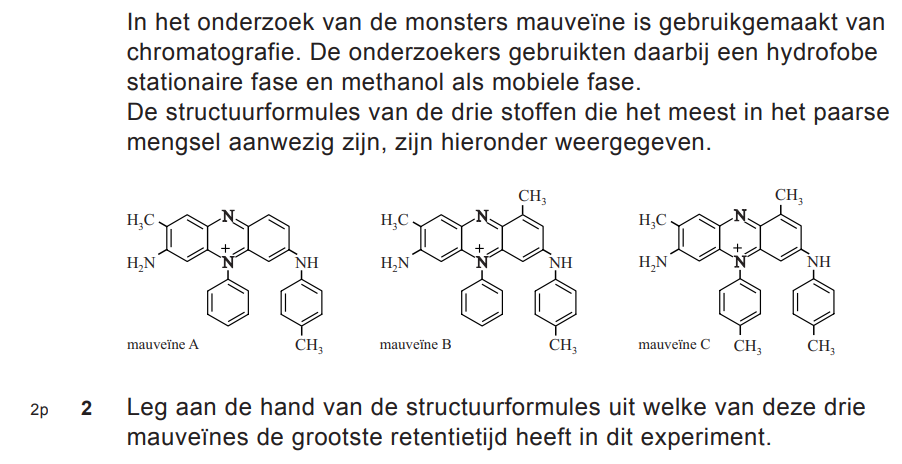 In het onderzoek van de monsters mauveïne is gebruikgemaakt van
chromatografie. De onderzoekers gebruikten daarbij een hydrofobe
stationaire fase en methanol als mobiele fase.
De structuurformules van de drie stoffen die het meest in het paarse
mengsel aanwezig zijn, zijn hieronder weergegeven.
H₃C N
H₂N N + NH
CH₃
mauveïne A
CH₃
H₃C N
H₂N N + NH
CH₃
mauveïne B
CH₃
H₃C N
H₂N N + NH
CH₃ CH₃
mauveïne C
2p 2 Leg aan de hand van de structuurformules uit welke van deze drie
mauveïnes de grootste retentietijd heeft in dit experiment.